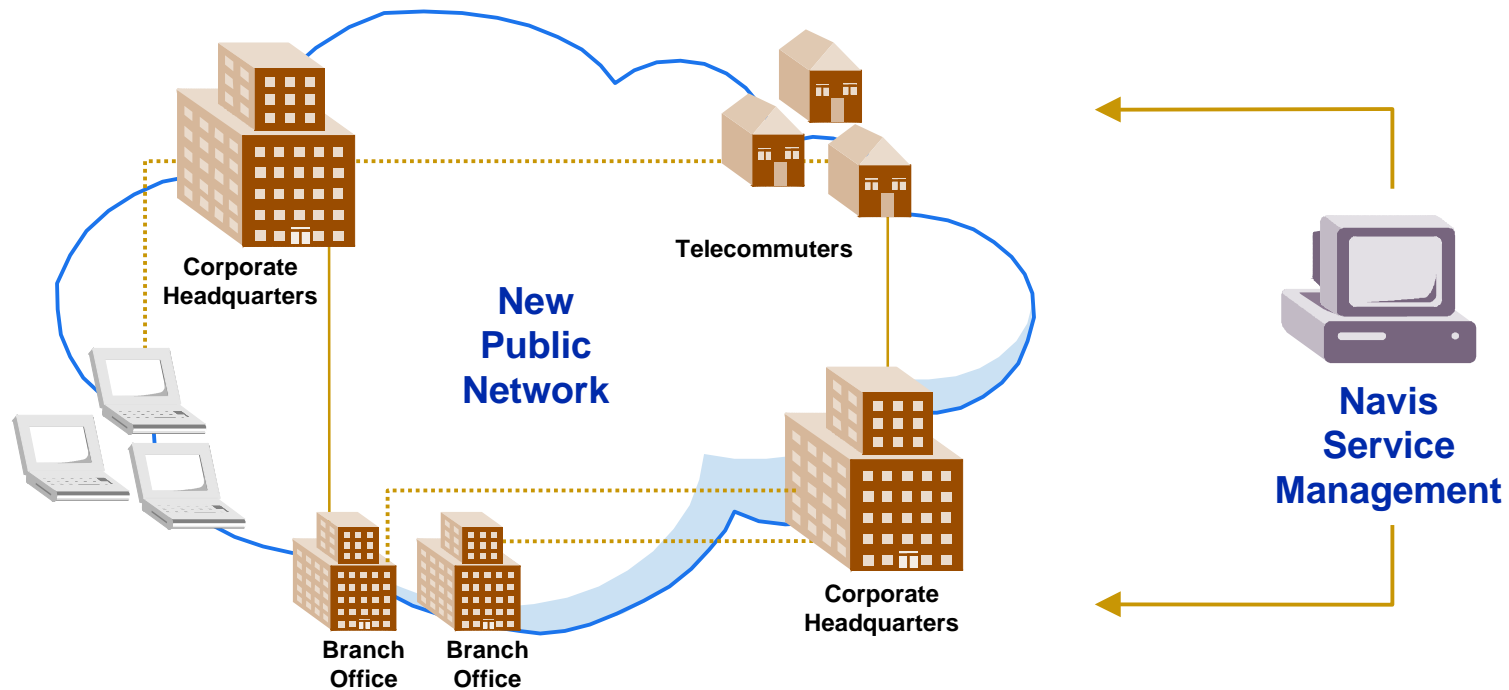 Corporate
Headquarters
Telecommuters
New
Public
Network
Navis
Service
Management
Corporate
Headquarters
Branch
Office
Branch
Office